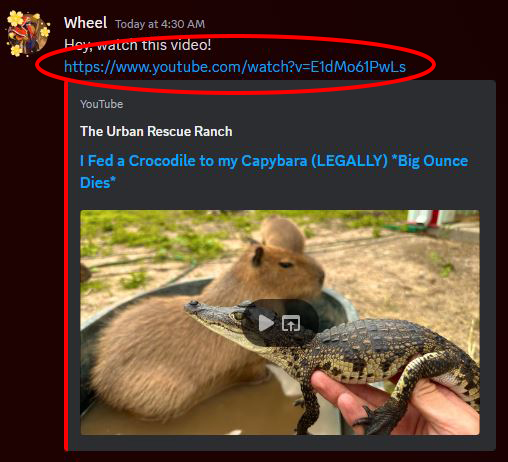 Wheel Today at 4:30 AM
Hey, watch this video!
https://www.youtube.com/watch?v=E1dMo61PwLs
YouTube
The Urban Rescue Ranch
I Fed a Crocodile to my Capybara (LEGALLY) *Big Ounce
Dies*